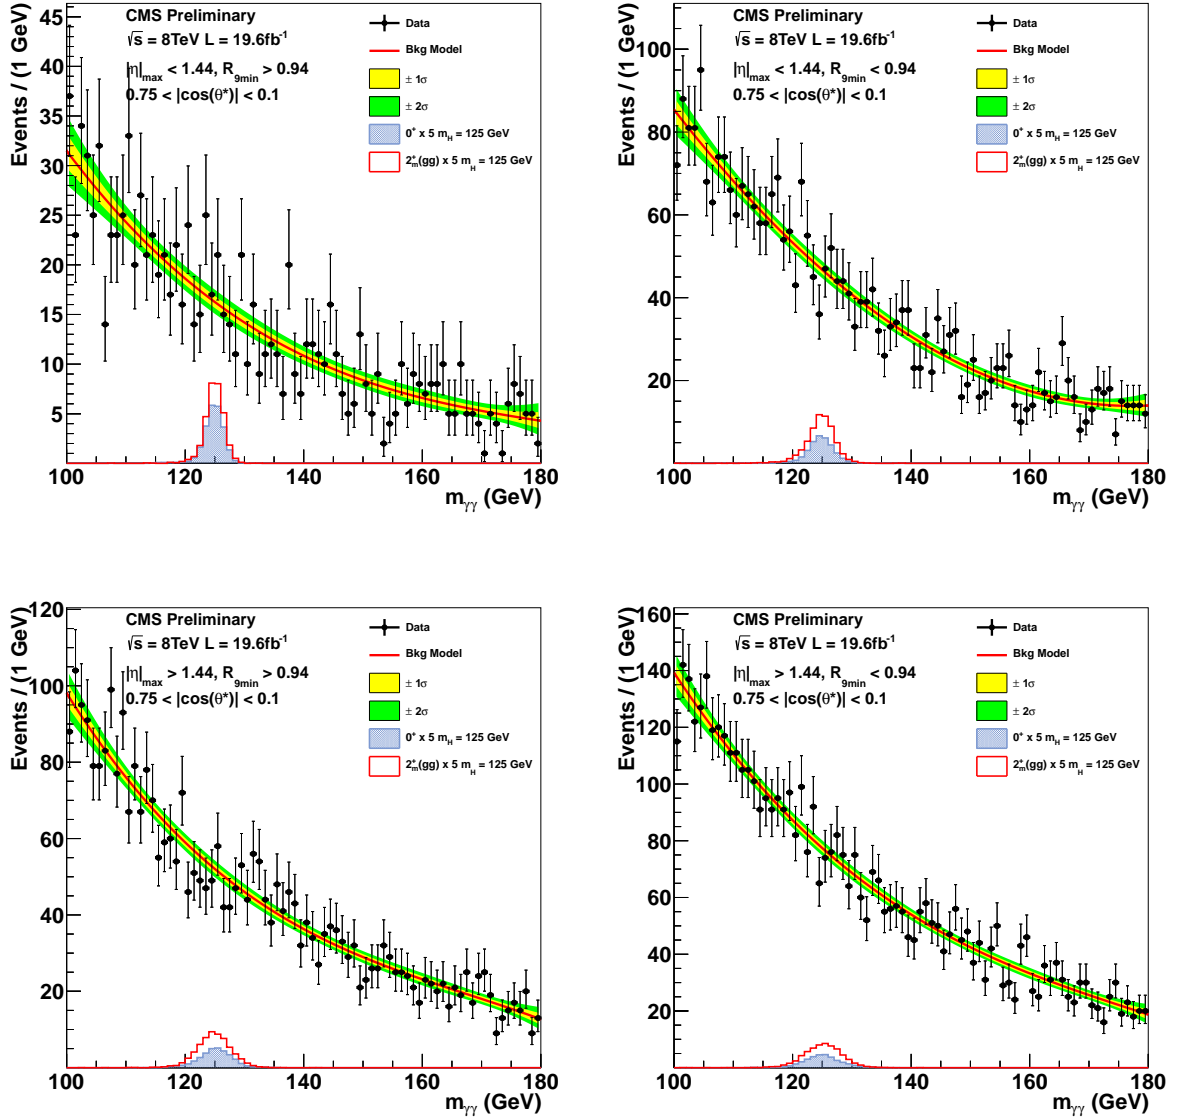 CMS Preliminary
√s = 8TeV L = 19.6fb⁻¹
|η|max < 1.44, R9min > 0.94
0.75 < |cos(θ*)| < 0.1
Data
Bkg Model
± 1σ
± 2σ
0⁺ x 5 mH = 125 GeV
2⁺m(gg) x 5 mH = 125 GeV
Events / (1 GeV)
45
40
35
30
25
20
15
10
5
100 120 140 160 180
mγγ (GeV)
CMS Preliminary
√s = 8TeV L = 19.6fb⁻¹
|η|max < 1.44, R9min < 0.94
0.75 < |cos(θ*)| < 0.1
Data
Bkg Model
± 1σ
± 2σ
0⁺ x 5 mH = 125 GeV
2⁺m(gg) x 5 mH = 125 GeV
Events / (1 GeV)
100
80
60
40
20
100 120 140 160 180
mγγ (GeV)
CMS Preliminary
√s = 8TeV L = 19.6fb⁻¹
|η|max > 1.44, R9min > 0.94
0.75 < |cos(θ*)| < 0.1
Data
Bkg Model
± 1σ
± 2σ
0⁺ x 5 mH = 125 GeV
2⁺m(gg) x 5 mH = 125 GeV
Events / (1 GeV)
120
100
80
60
40
20
100 120 140 160 180
mγγ (GeV)
CMS Preliminary
√s = 8TeV L = 19.6fb⁻¹
|η|max > 1.44, R9min < 0.94
0.75 < |cos(θ*)| < 0.1
Data
Bkg Model
± 1σ
± 2σ
0⁺ x 5 mH = 125 GeV
2⁺m(gg) x 5 mH = 125 GeV
Events / (1 GeV)
160
140
120
100
80
60
40
20
100 120 140 160 180
mγγ (GeV)